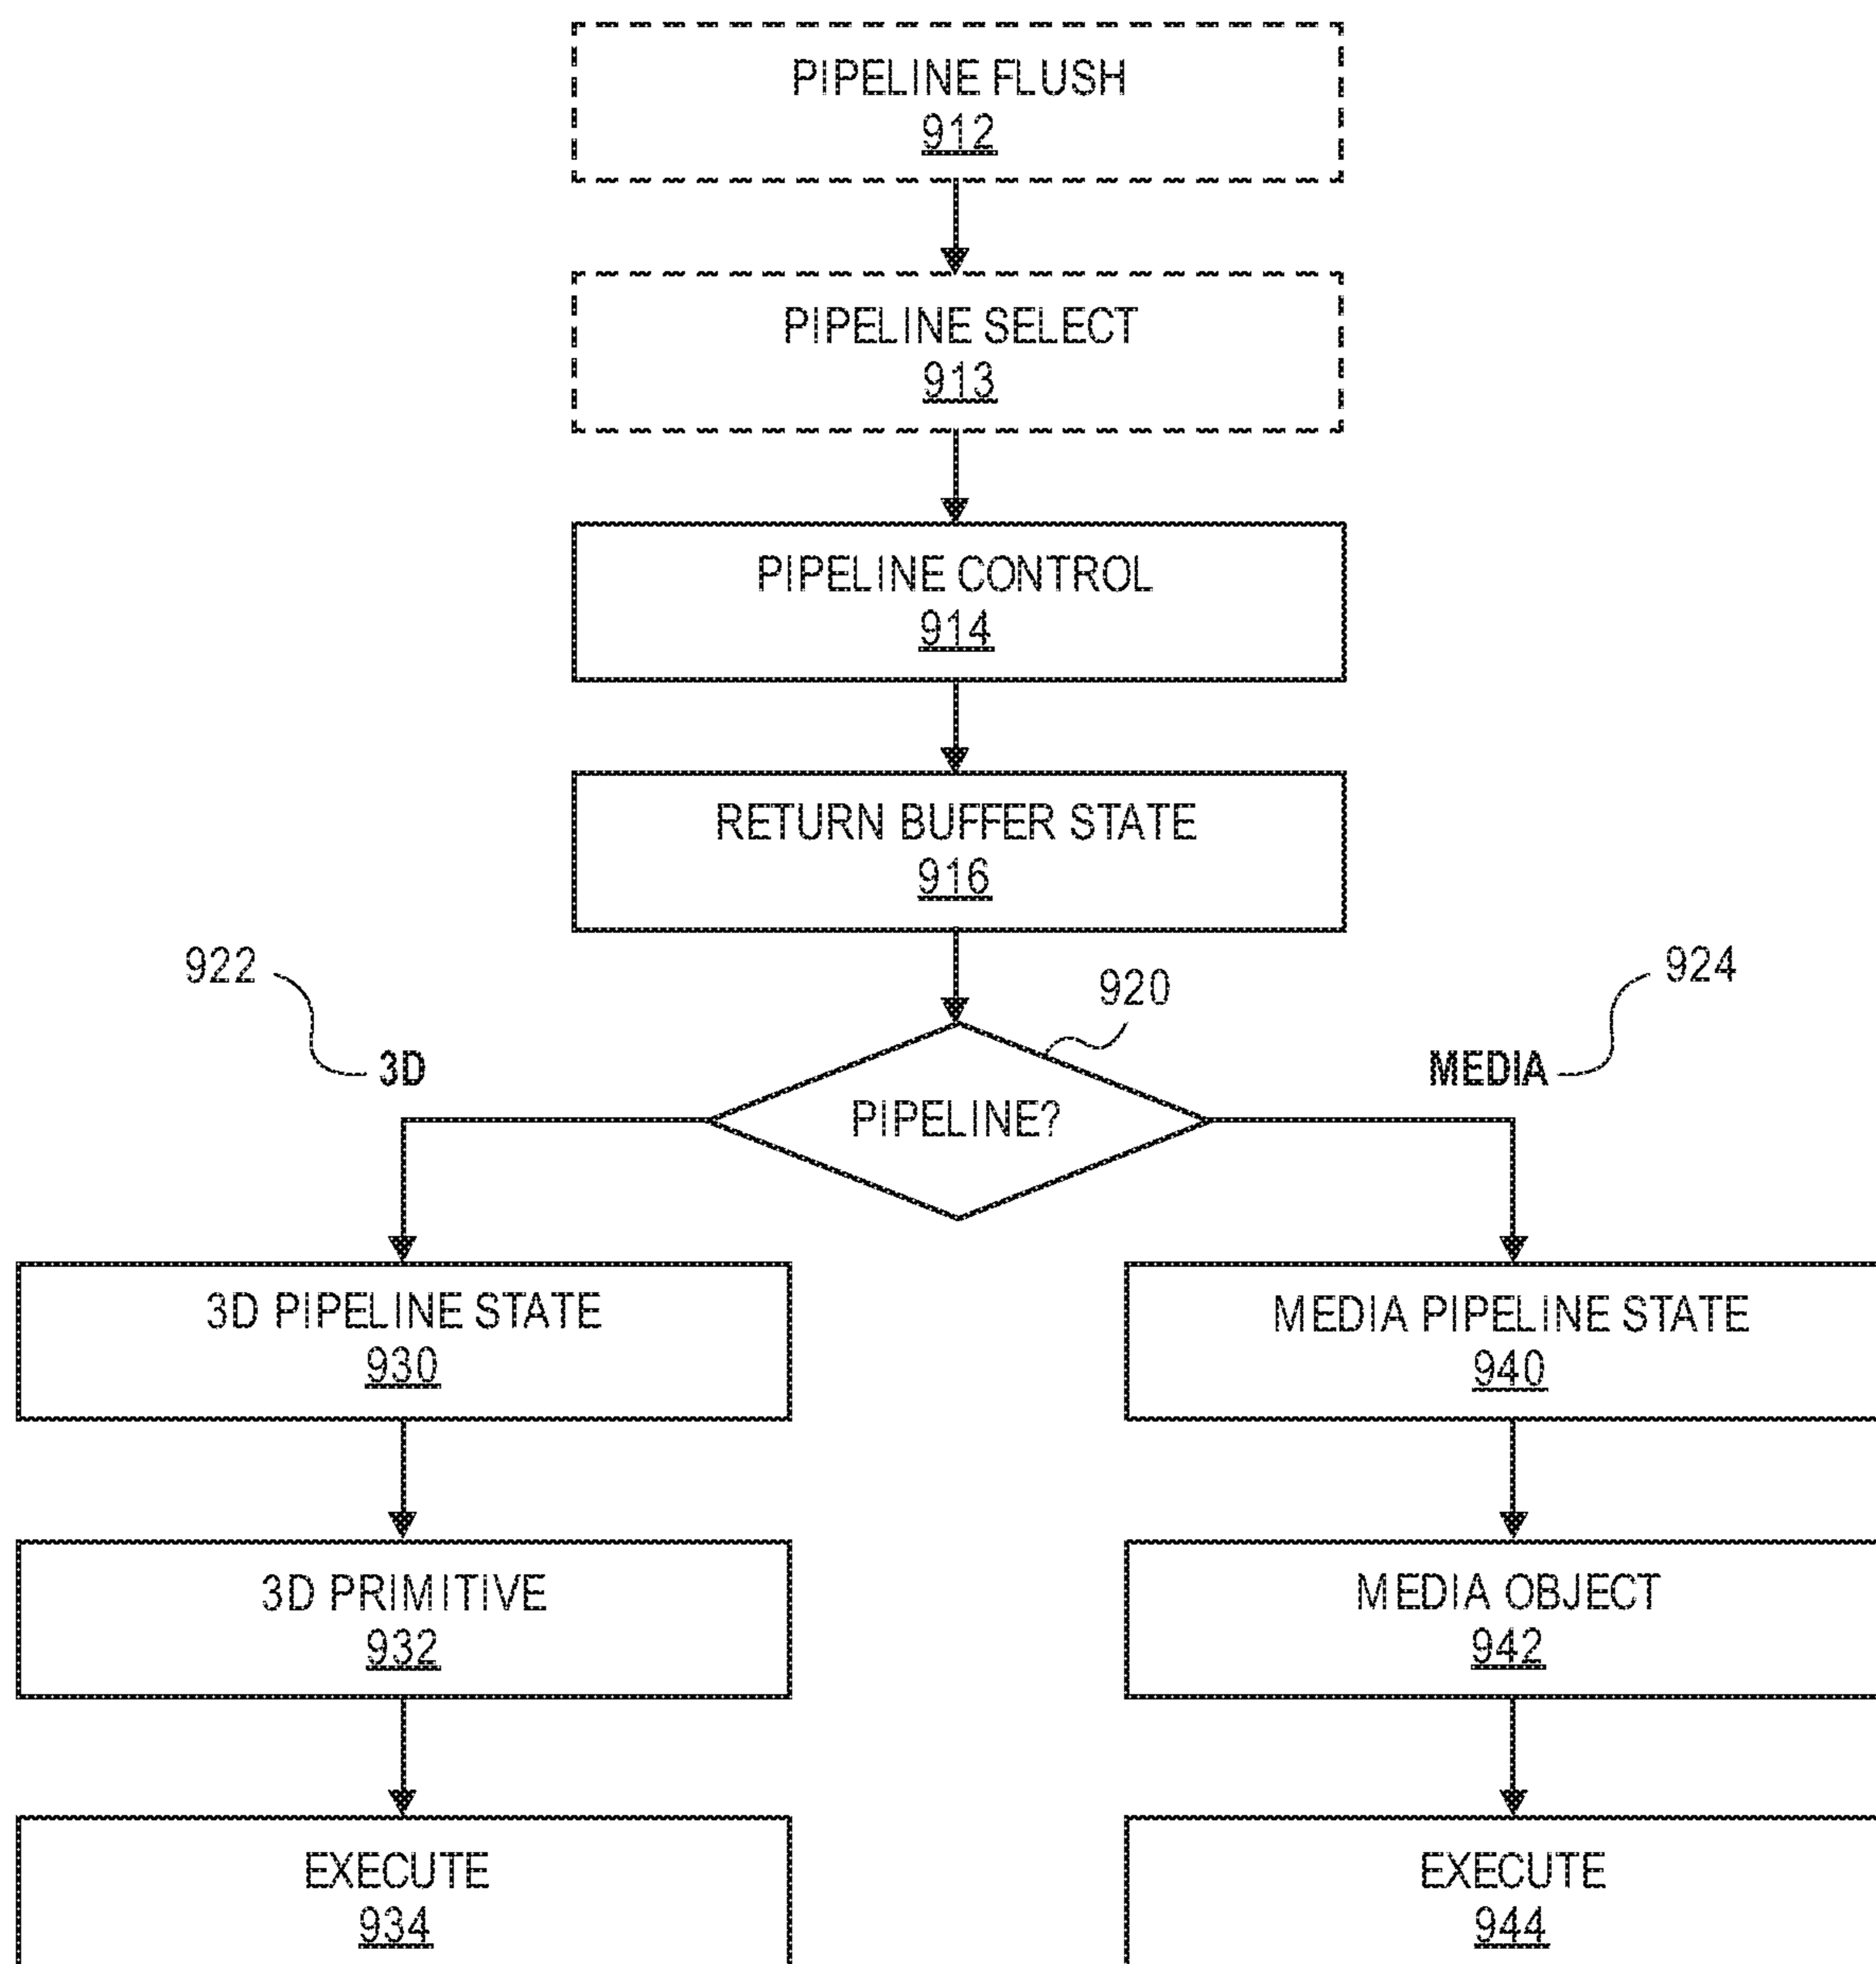 PIPELINE FLUSH
912
PIPELINE SELECT
913
PIPELINE CONTROL
914
RETURN BUFFER STATE
916
922
920
924
3D
MEDIA
PIPELINE?
3D PIPELINE STATE
930
MEDIA PIPELINE STATE
940
3D PRIMITIVE
932
MEDIA OBJECT
942
EXECUTE
934
EXECUTE
944